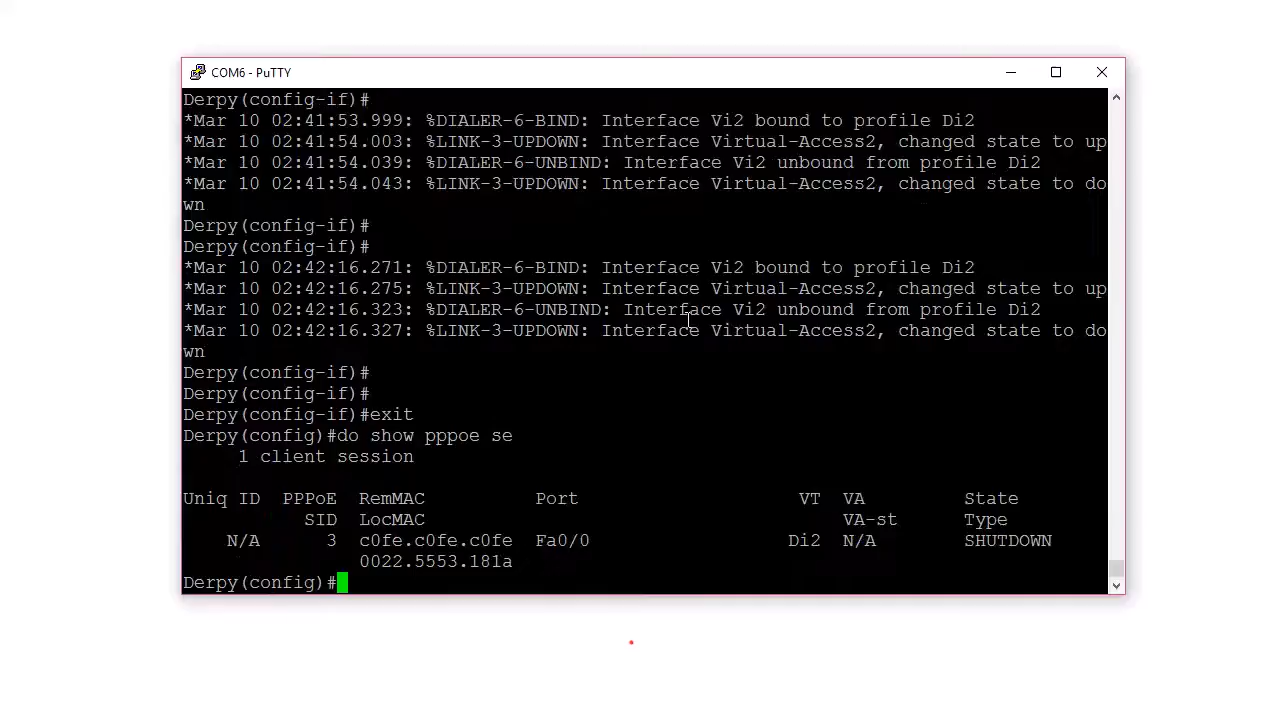 COM6 - PuTTY
Derpy(config-if)#
*Mar 10 02:41:53.999: %DIALER-6-BIND: Interface Vi2 bound to profile Di2
*Mar 10 02:41:54.003: %LINK-3-UPDOWN: Interface Virtual-Access2, changed state to up
*Mar 10 02:41:54.039: %DIALER-6-UNBIND: Interface Vi2 unbound from profile Di2
*Mar 10 02:41:54.043: %LINK-3-UPDOWN: Interface Virtual-Access2, changed state to do
wn
Derpy(config-if)#
Derpy(config-if)#
*Mar 10 02:42:16.271: %DIALER-6-BIND: Interface Vi2 bound to profile Di2
*Mar 10 02:42:16.275: %LINK-3-UPDOWN: Interface Virtual-Access2, changed state to up
*Mar 10 02:42:16.323: %DIALER-6-UNBIND: Interface Vi2 unbound from profile Di2
*Mar 10 02:42:16.327: %LINK-3-UPDOWN: Interface Virtual-Access2, changed state to do
wn
Derpy(config-if)#
Derpy(config-if)#
Derpy(config-if)#exit
Derpy(config)#do show pppoe se
     1 client session
Uniq ID  PPPoE  RemMAC          Port                    VT  VA         State
           SID  LocMAC                                      VA-st      Type
    N/A      3  c0fe.c0fe.c0fe  Fa0/0                  Di2  N/A        SHUTDOWN
                0022.5553.181a
Derpy(config)#